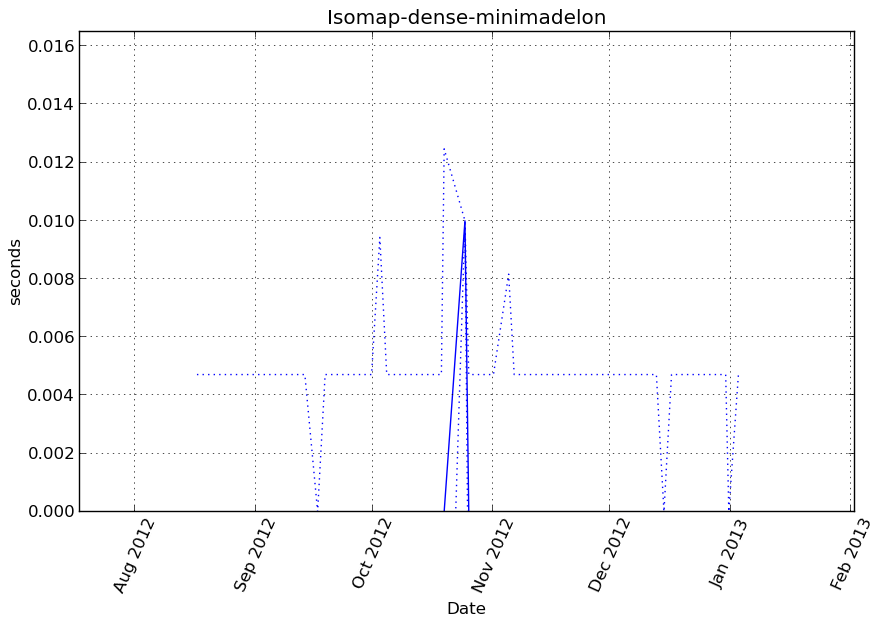 Isomap-dense-minimadelon
0.016
0.014
0.012
0.010
0.008
0.006
0.004
0.002
0.000
seconds
Aug 2012
Sep 2012
Oct 2012
Nov 2012
Dec 2012
Jan 2013
Feb 2013
Date